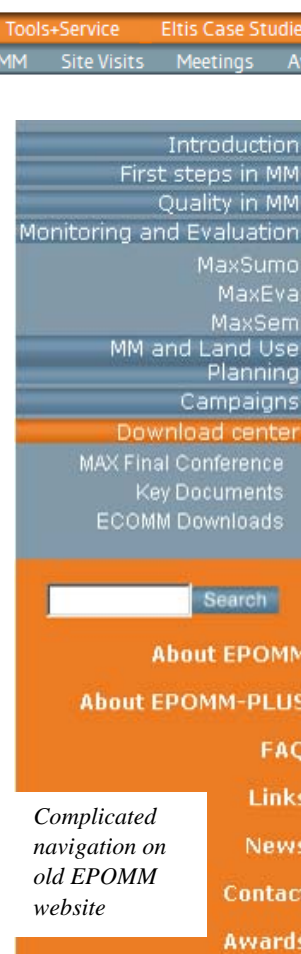 Tools+Service Eltis Case Studie
MM Site Visits Meetings A
Introduction
First steps in MM
Quality in MM
Monitoring and Evaluation
MaxSumo
MaxEva
MaxSem
MM and Land Use
Planning
Campaigns
Download center
MAX Final Conference
Key Documents
ECOMM Downloads
Search
About EPOMM
About EPOMM-PLUS
FAQ
Links
News
Contact
Awards
Complicated
navigation on
old EPOMM
website